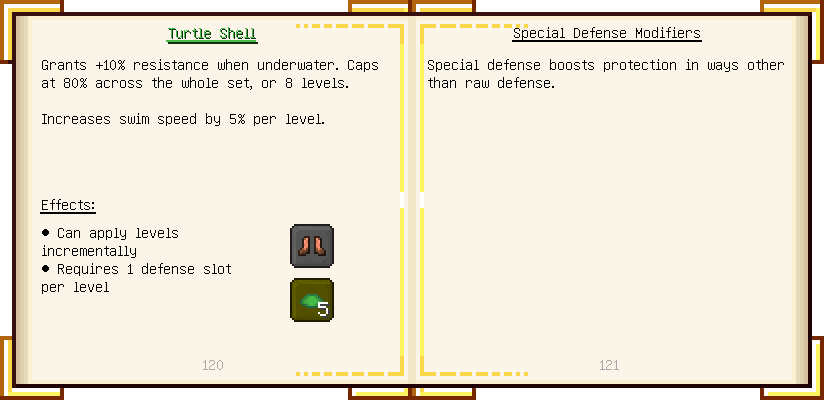 Turtle Shell
Grants +10% resistance when underwater. Caps
at 80% across the whole set, or 8 levels.
Increases swim speed by 5% per level.
Effects:
● Can apply levels
incrementally
● Requires 1 defense slot
per level
5
120
Special Defense Modifiers
Special defense boosts protection in ways other
than raw defense.
121